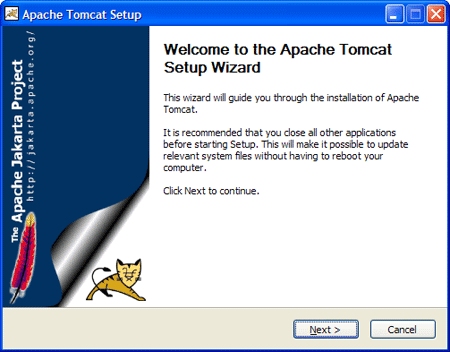 Apache Tomcat Setup
The Apache Jakarta Project
http://jakarta.apache.org/
Welcome to the Apache Tomcat
Setup Wizard
This wizard will guide you through the installation of Apache
Tomcat.
It is recommended that you close all other applications
before starting Setup. This will make it possible to update
relevant system files without having to reboot your
computer.
Click Next to continue.
Next >
Cancel